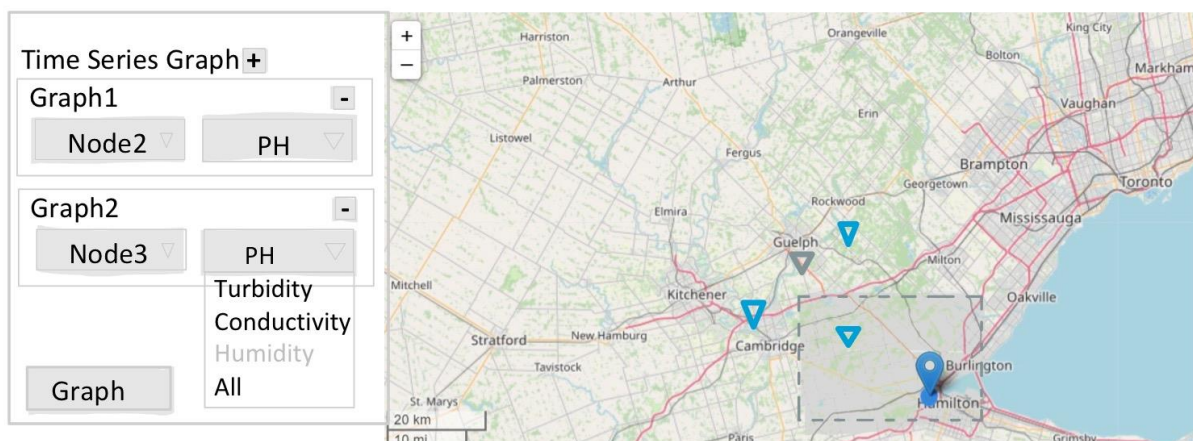 Time Series Graph +
Graph1 -
Node2 PH
Graph2 -
Node3 PH
Turbidity
Conductivity
Humidity
All
Graph
+
−
King City
Orangeville
Harriston
Bolton
Markham
Palmerston
Arthur
Vaughan
Erin
Listowel
Fergus
Brampton
Georgetown
Toronto
Rockwood
Elmira
Mississauga
Guelph
Milton
Mitchell
Kitchener
Oakville
Stratford
New Hamburg
Cambridge
Tavistock
Burlington
St. Marys
Hamilton
20 km
10 mi
Paris
Grimsby